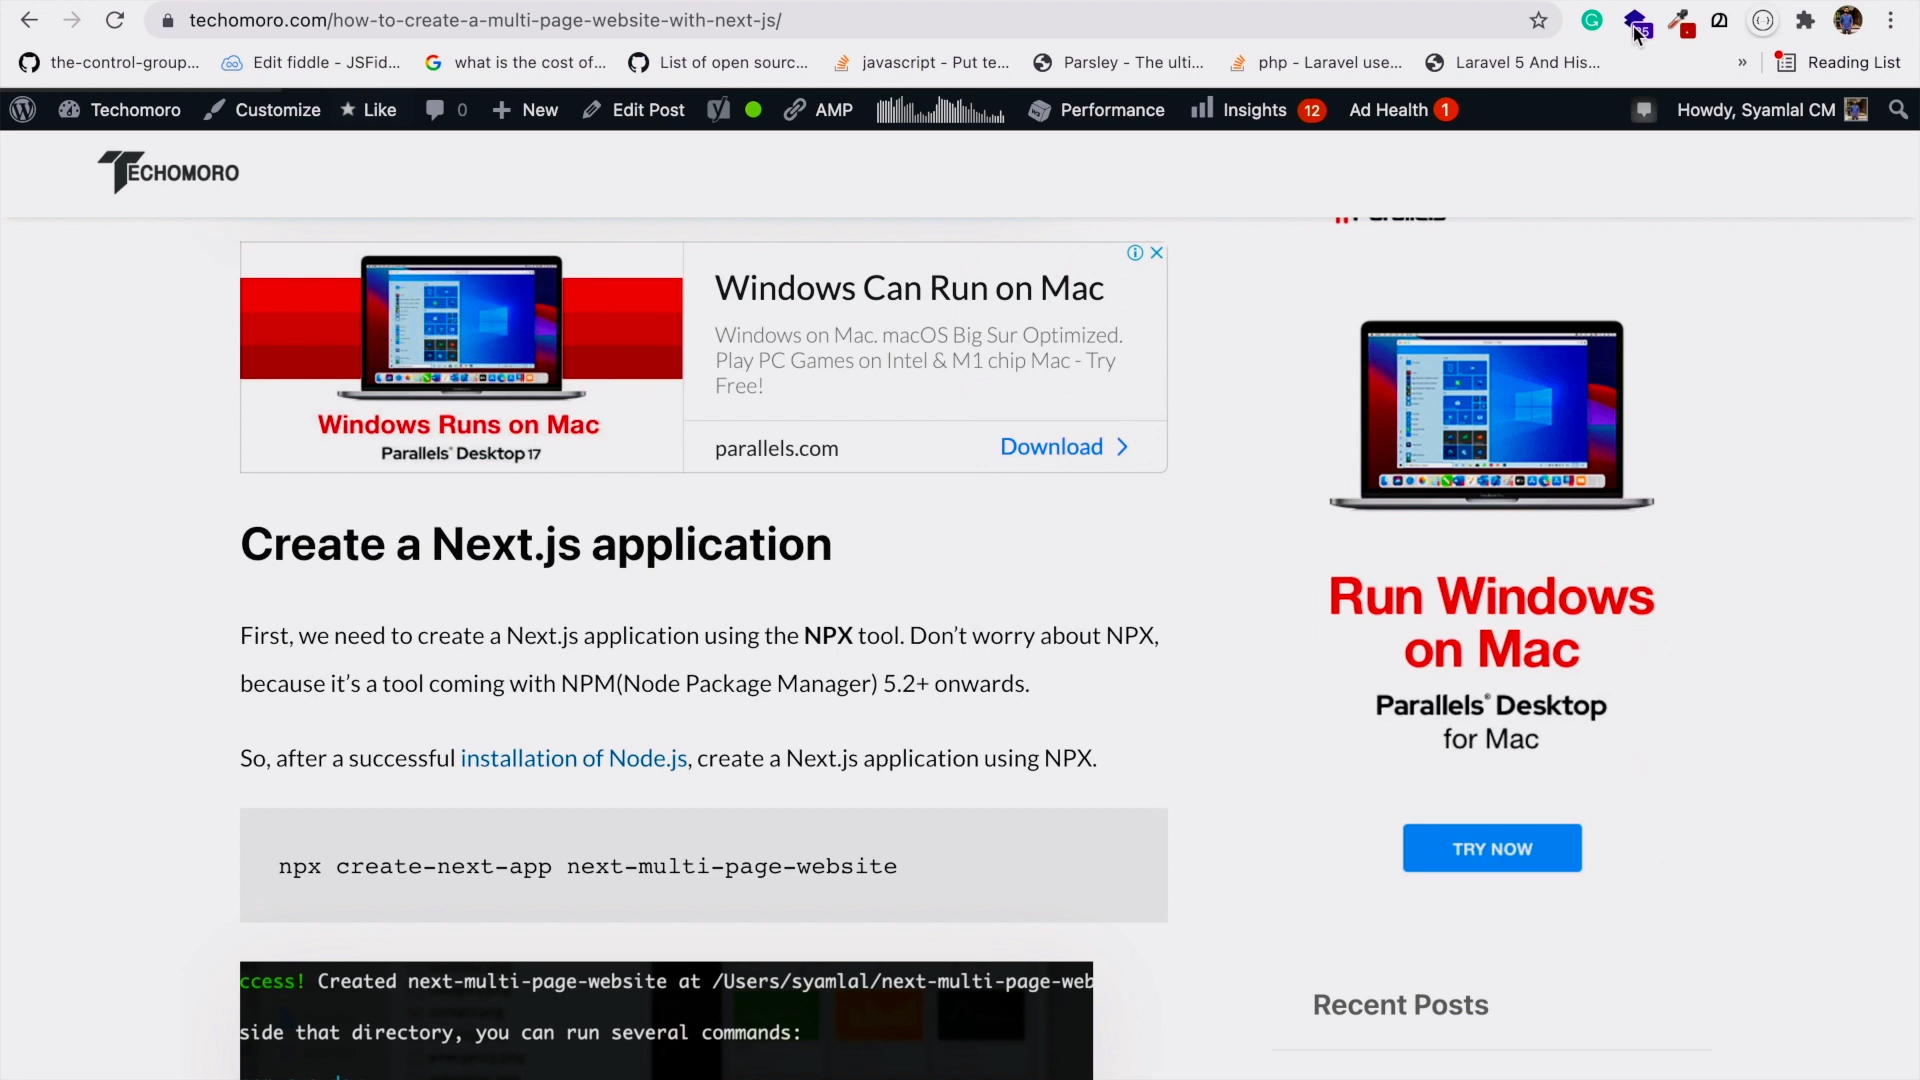 techomoro.com/how-to-create-a-multi-page-website-with-next-js/
the-control-group...
Edit fiddle - JSFid...
what is the cost of...
List of open sourc...
javascript - Put te...
Parsley - The ulti...
php - Laravel use...
Laravel 5 And His...
»
Reading List
Techomoro
Customize
Like
0
New
Edit Post
AMP
Performance
Insights 12
Ad Health 1
Howdy, Syamlal CM
TECHOMORO
Parallels
Windows Runs on Mac
Parallels® Desktop 17
Windows Can Run on Mac
Windows on Mac. macOS Big Sur Optimized.
Play PC Games on Intel & M1 chip Mac - Try
Free!
parallels.com
Download
Create a Next.js application
First, we need to create a Next.js application using the NPX tool. Don’t worry about NPX,
because it’s a tool coming with NPM(Node Package Manager) 5.2+ onwards.
So, after a successful installation of Node.js, create a Next.js application using NPX.
npx create-next-app next-multi-page-website
ccess! Created next-multi-page-website at /Users/syamlal/next-multi-page-web
side that directory, you can run several commands:
Run Windows
on Mac
Parallels® Desktop
for Mac
TRY NOW
Recent Posts